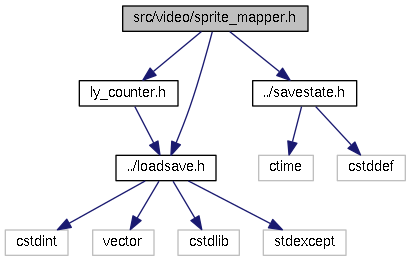 src/video/sprite_mapper.h
ly_counter.h
../savestate.h
../loadsave.h
ctime
cstddef
cstdint
vector
cstdlib
stdexcept